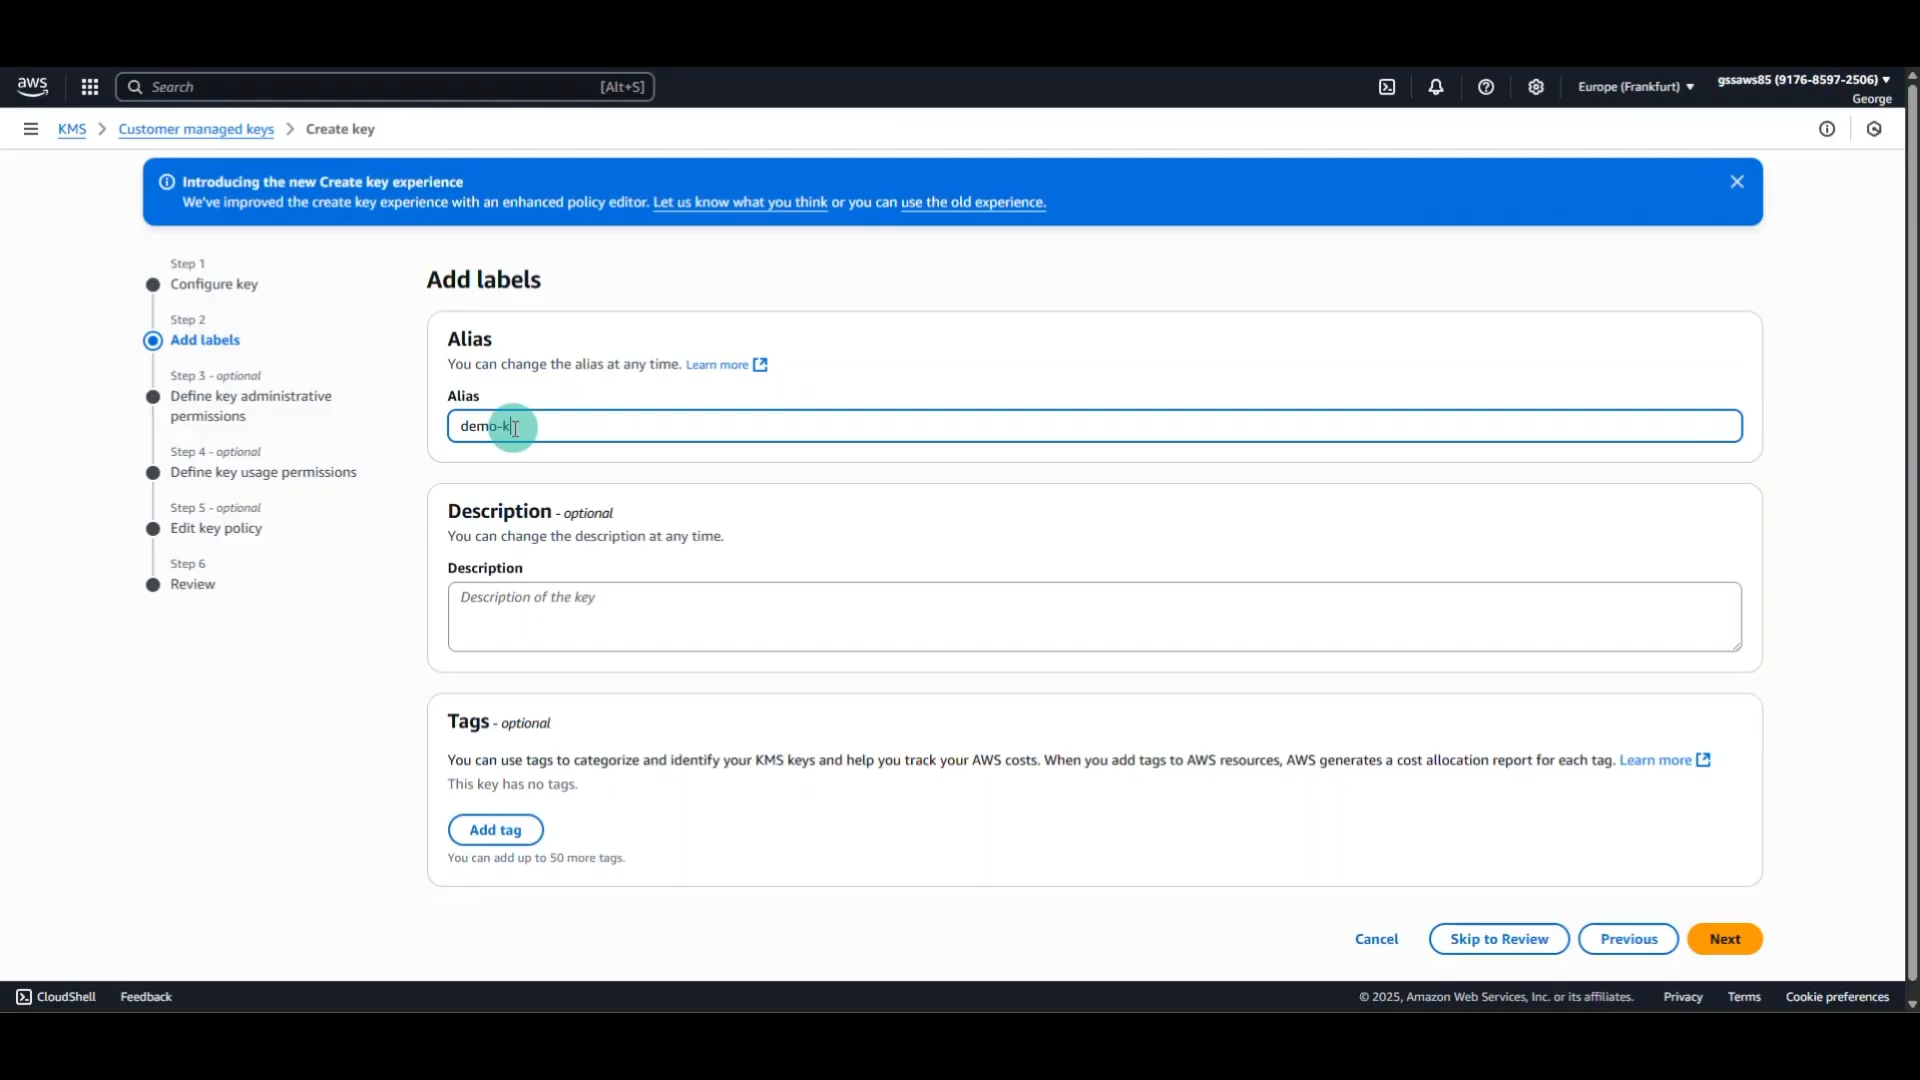 aws
Search [Alt+S]
Europe (Frankfurt)
gssaws85 (9176-8597-2506)
George
KMS
Customer managed keys
Create key
Introducing the new Create key experience
We've improved the create key experience with an enhanced policy editor. Let us know what you think or you can use the old experience.
Step 1
Configure key
Step 2
Add labels
Step 3 - optional
Define key administrative
permissions
Step 4 - optional
Define key usage permissions
Step 5 - optional
Edit key policy
Step 6
Review
Add labels
Alias
You can change the alias at any time. Learn more
Alias
demo-k
Description - optional
You can change the description at any time.
Description
Description of the key
Tags - optional
You can use tags to categorize and identify your KMS keys and help you track your AWS costs. When you add tags to AWS resources, AWS generates a cost allocation report for each tag. Learn more
This key has no tags.
Add tag
You can add up to 50 more tags.
Cancel
Skip to Review
Previous
Next
CloudShell
Feedback
© 2025, Amazon Web Services, Inc. or its affiliates.
Privacy
Terms
Cookie preferences